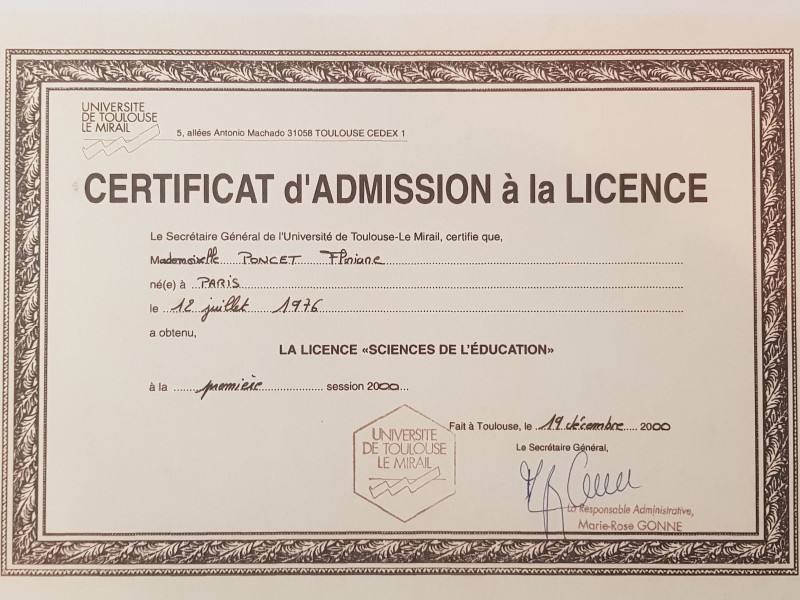 UNIVERSITE
DE TOULOUSE
LE MIRAIL
5, allées Antonio Machado 31058 TOULOUSE CEDEX 1
CERTIFICAT d'ADMISSION à la LICENCE
Le Secrétaire Général de l'Université de Toulouse-Le Mirail, certifie que,
Mademoiselle PONCET Floriane
né(e) à PARIS
le 12 juillet 1976
a obtenu,
LA LICENCE «SCIENCES DE L'ÉDUCATION»
à la première session 2000
Fait à Toulouse, le 19 décembre 2000
Le Secrétaire Général,
UNIVERSITE
DE TOULOUSE
LE MIRAIL
La Responsable Administrative,
Marie-Rose GONNE